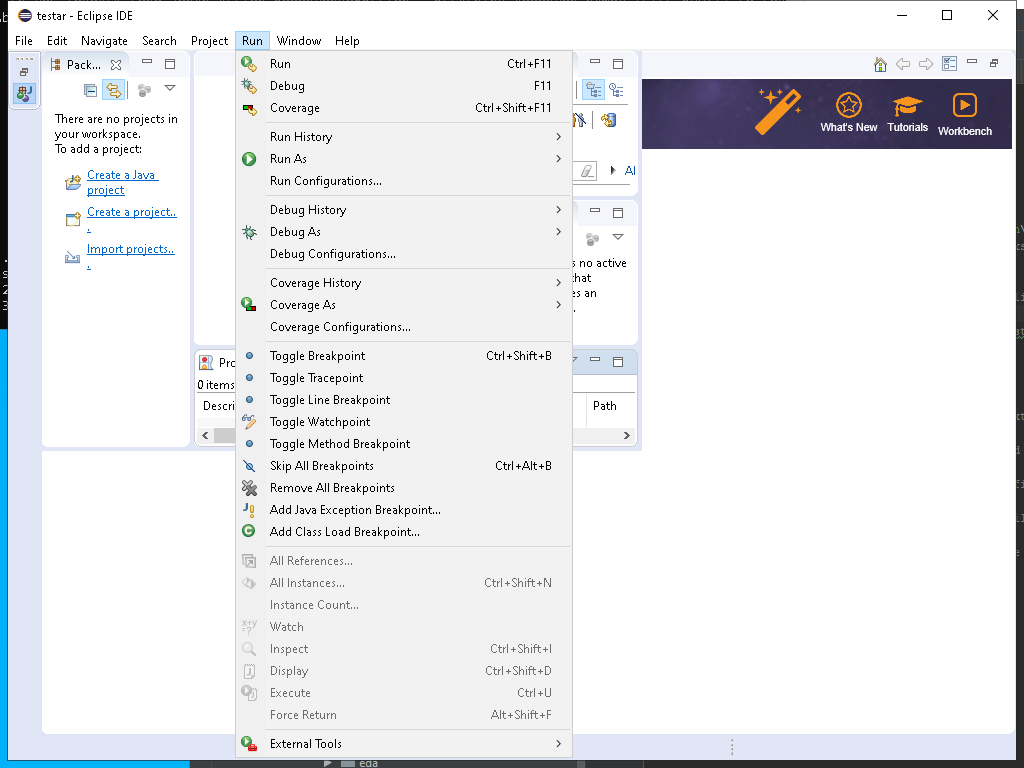 testar - Eclipse IDE
File Edit Navigate Search Project Run Window Help
Pack...
There are no projects in
your workspace.
To add a project:
Create a Java
project
Create a project..
.
Import projects..
.
Run Ctrl+F11
Debug F11
Coverage Ctrl+Shift+F11
Run History
Run As
Run Configurations...
Debug History
Debug As
Debug Configurations...
Coverage History
Coverage As
Coverage Configurations...
Toggle Breakpoint Ctrl+Shift+B
Toggle Tracepoint
Toggle Line Breakpoint
Toggle Watchpoint
Toggle Method Breakpoint
Skip All Breakpoints Ctrl+Alt+B
Remove All Breakpoints
Add Java Exception Breakpoint...
Add Class Load Breakpoint...
All References...
All Instances... Ctrl+Shift+N
Instance Count...
Watch
Inspect Ctrl+Shift+I
Display Ctrl+Shift+D
Execute Ctrl+U
Force Return Alt+Shift+F
External Tools
Al
s no active
hat
es an
.
Pro
0 items
Descri
Path
What's New
Tutorials
Workbench
eda